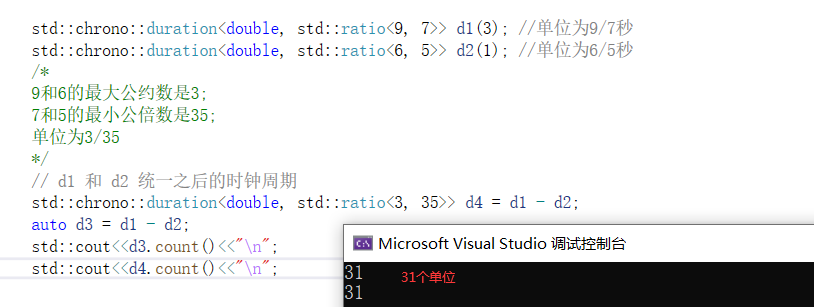 std::chrono::duration<double, std::ratio<9, 7>> d1(3); //单位为9/7秒
std::chrono::duration<double, std::ratio<6, 5>> d2(1); //单位为6/5秒
/*
9和6的最大公约数是3;
7和5的最小公倍数是35;
单位为3/35
*/
// d1 和 d2 统一之后的时钟周期
std::chrono::duration<double, std::ratio<3, 35>> d4 = d1 - d2;
auto d3 = d1 - d2;
std::cout<<d3.count()<<"\n";
std::cout<<d4.count()<<"\n";
Microsoft Visual Studio 调试控制台
31 31个单位
31